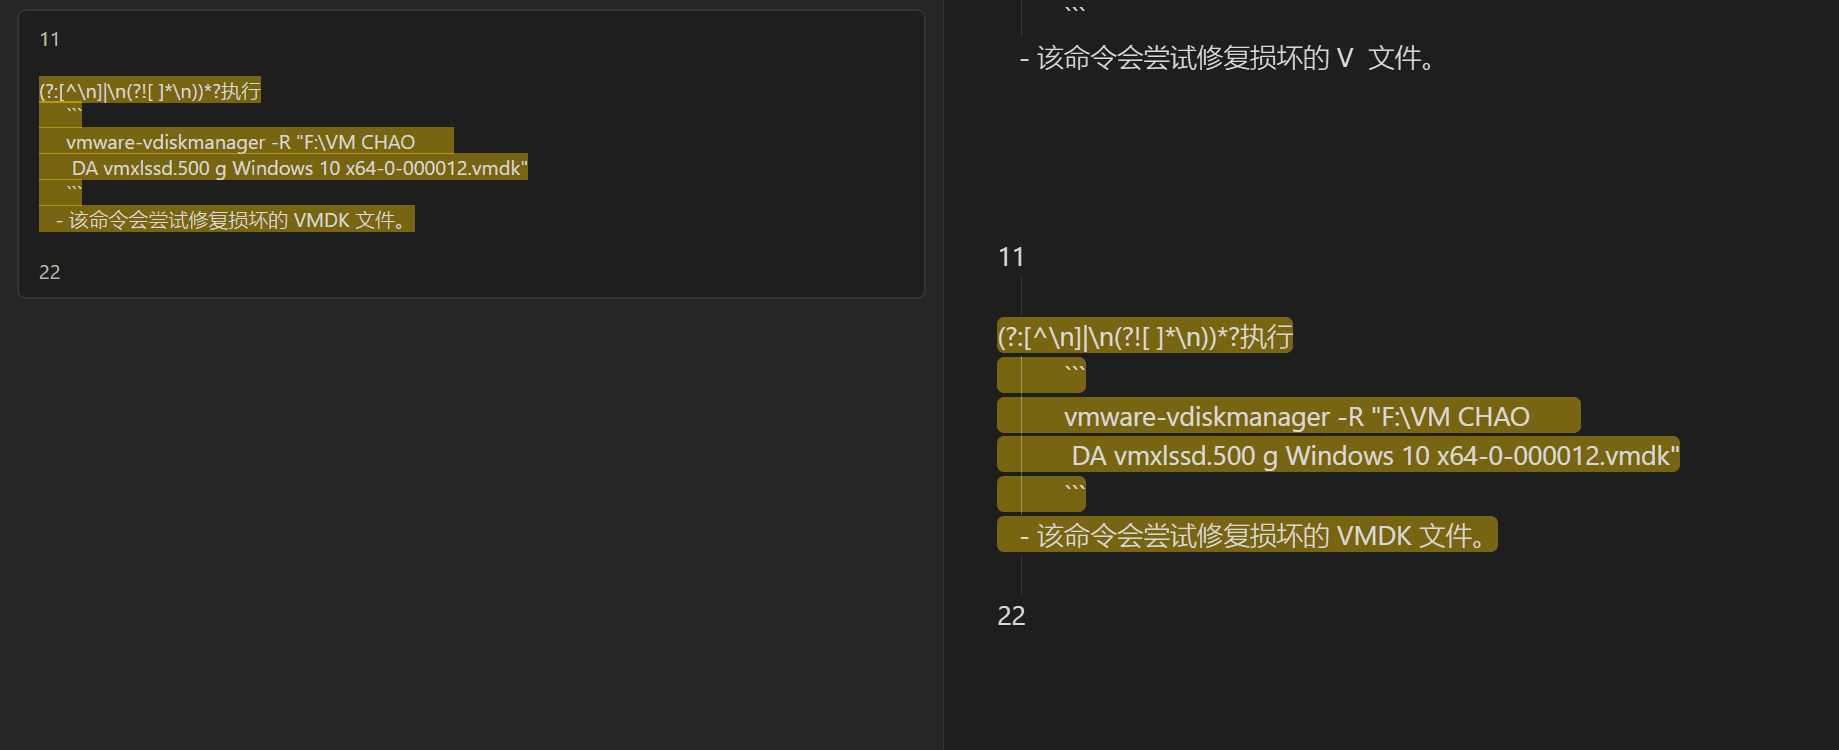 11
(?:[^\n]|\n(?![ ]*\n))*?执行
```
vmware-vdiskmanager -R "F:\VM CHAO
DA vmxlssd.500 g Windows 10 x64-0-000012.vmdk"
```
- 该命令会尝试修复损坏的 VMDK 文件。
22
```
- 该命令会尝试修复损坏的 V  文件。
11
(?:[^\n]|\n(?![ ]*\n))*?执行
```
vmware-vdiskmanager -R "F:\VM CHAO
DA vmxlssd.500 g Windows 10 x64-0-000012.vmdk"
```
- 该命令会尝试修复损坏的 VMDK 文件。
22